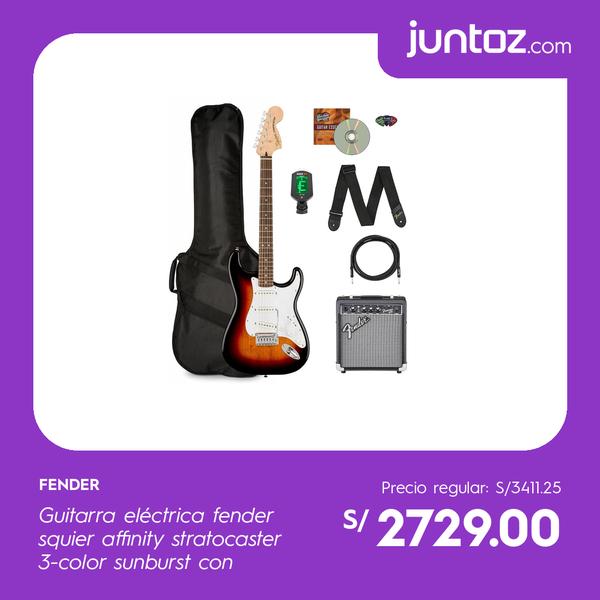 juntoz.com
Fender
FENDER
Guitarra eléctrica fender
squier affinity stratocaster
3-color sunburst con
Precio regular: S/3411.25
S/ 2729.00